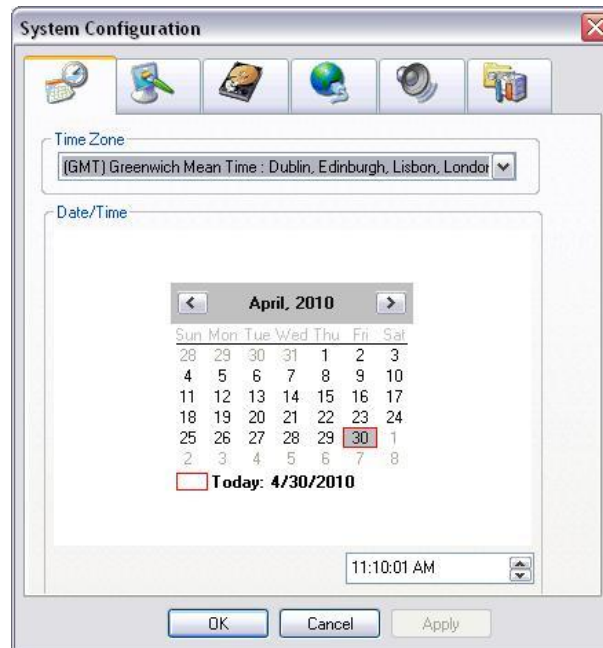 System Configuration
Time Zone
(GMT) Greenwich Mean Time : Dublin, Edinburgh, Lisbon, London
Date/Time
April, 2010
Sun Mon Tue Wed Thu Fri Sat
28 29 30 31 1 2 3
4 5 6 7 8 9 10
11 12 13 14 15 16 17
18 19 20 21 22 23 24
25 26 27 28 29 30 1
2 3 4 5 6 7 8
Today: 4/30/2010
11:10:01 AM
OK Cancel Apply